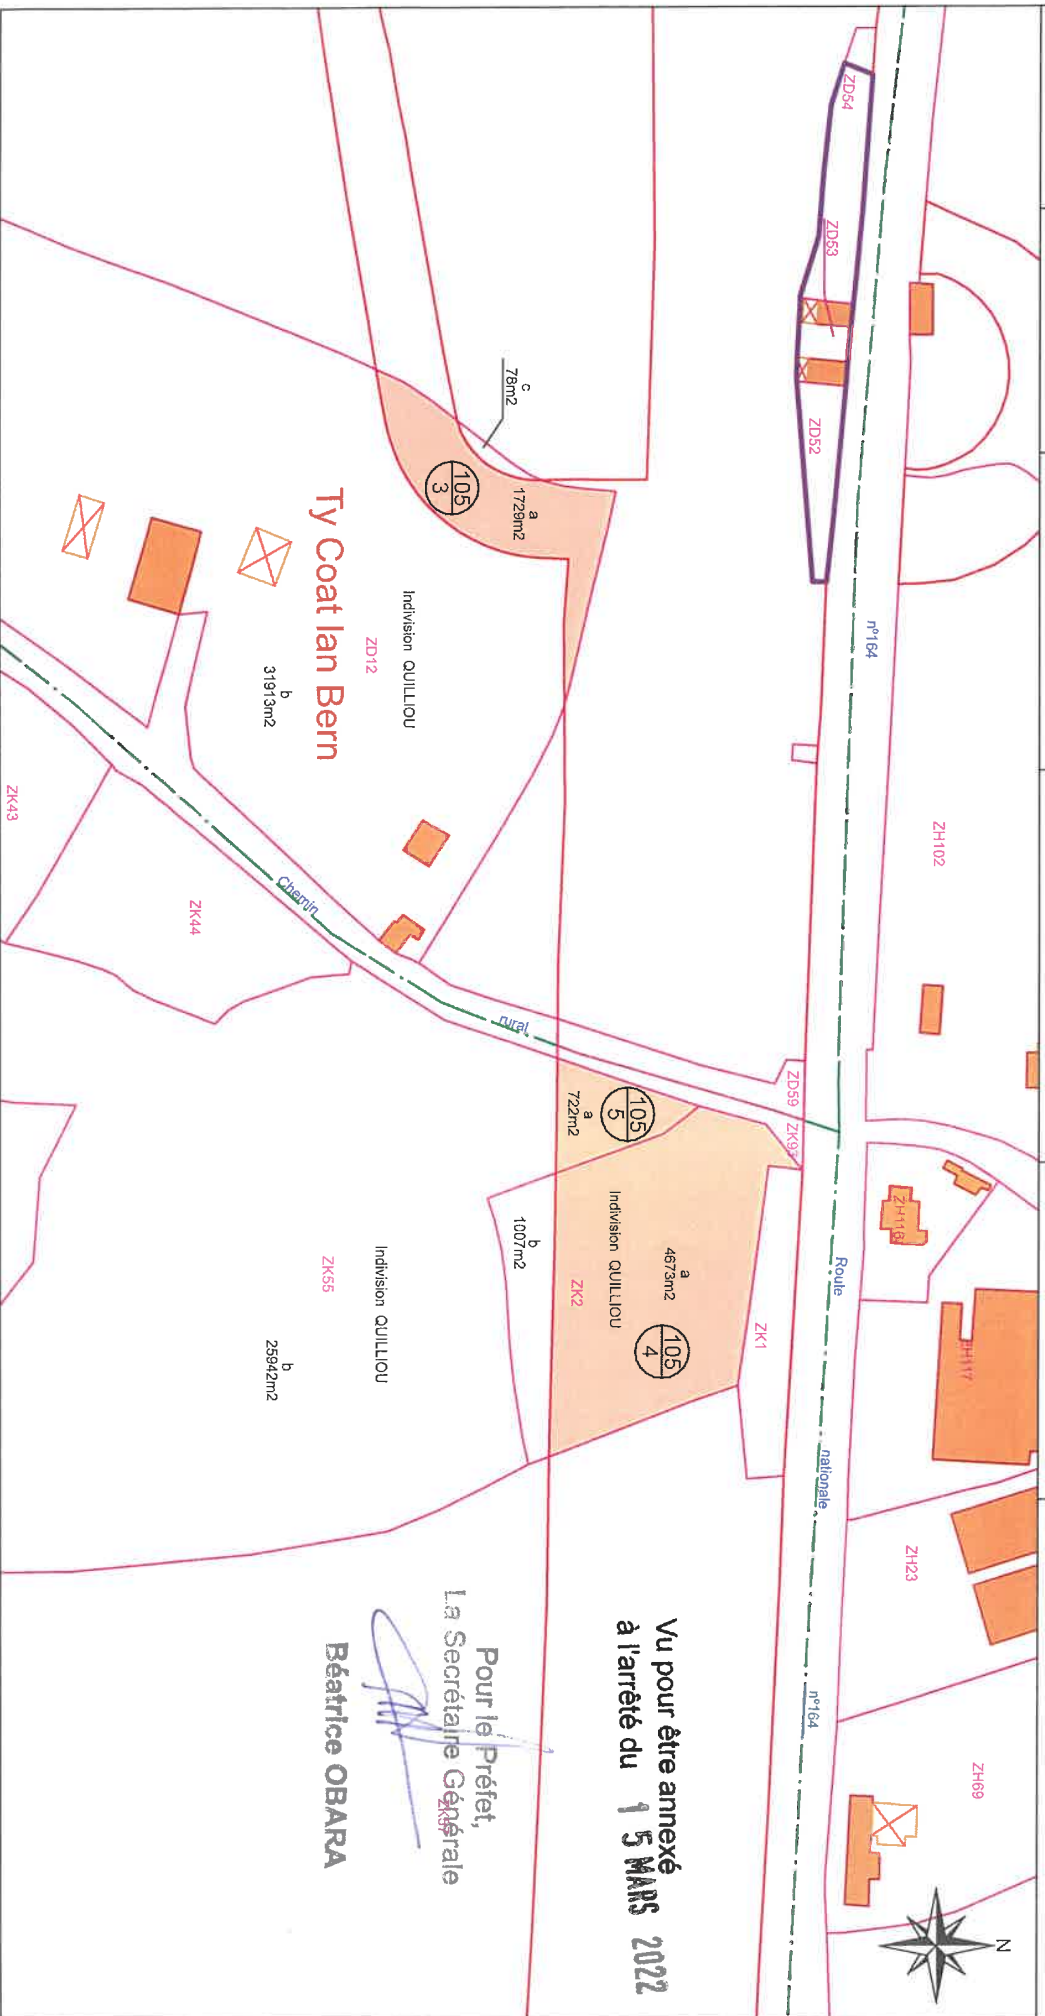 N
ZD54
ZD53
ZD52
n°164
ZH102
ZD59
ZK93
ZH116
Route
ZH117
ZK1
nationale
ZH23
n°164
ZH69
c
78m2
105
3
a
1729m2
Indivision QUILLIOU
ZD12
Ty Coat lan Bern
b
31913m2
ZK43
ZK44
Chemin
rural
105
5
a
722m2
a
4673m2
105
4
Indivision QUILLIOU
ZK2
b
1007m2
Indivision QUILLIOU
ZK55
b
25942m2
Vu pour être annexé
à l'arrêté du 15 MARS 2022
Pour le Préfet,
La Secrétaire Générale
Béatrice OBARA